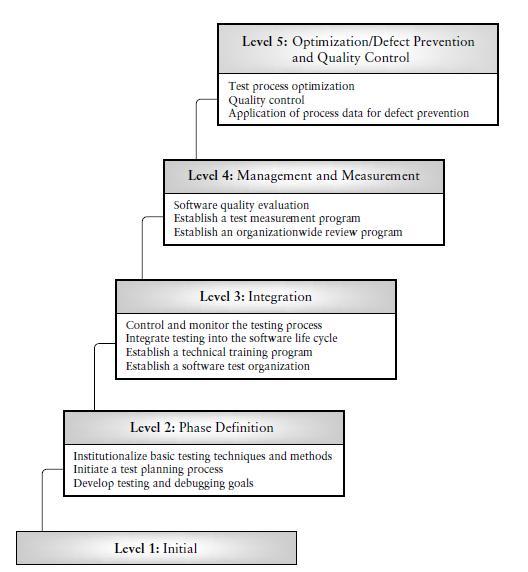 Level 5: Optimization/Defect Prevention
and Quality Control
Test process optimization
Quality control
Application of process data for defect prevention
Level 4: Management and Measurement
Software quality evaluation
Establish a test measurement program
Establish an organizationwide review program
Level 3: Integration
Control and monitor the testing process
Integrate testing into the software life cycle
Establish a technical training program
Establish a software test organization
Level 2: Phase Definition
Institutionalize basic testing techniques and methods
Initiate a test planning process
Develop testing and debugging goals
Level 1: Initial